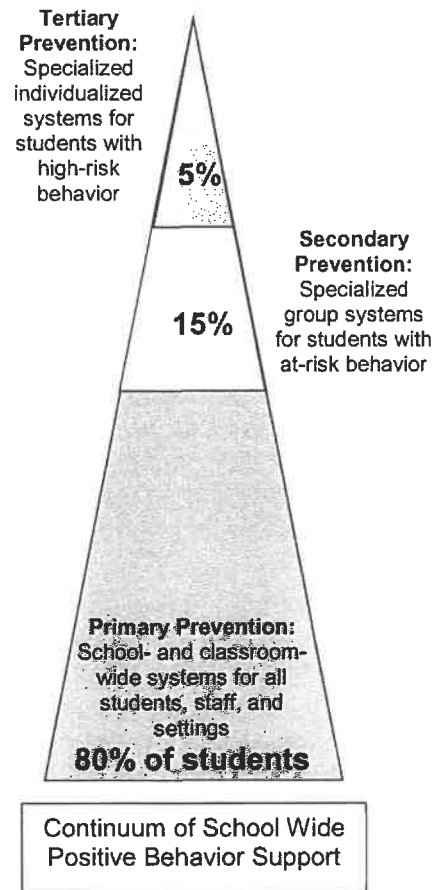 Tertiary
Prevention:
Specialized
individualized
systems for
students with
high-risk
behavior
5%
Secondary
Prevention:
Specialized
group systems
for students with
at-risk behavior
15%
Primary Prevention:
School- and classroom-
wide systems for all
students, staff, and
settings
80% of students
Continuum of School Wide
Positive Behavior Support